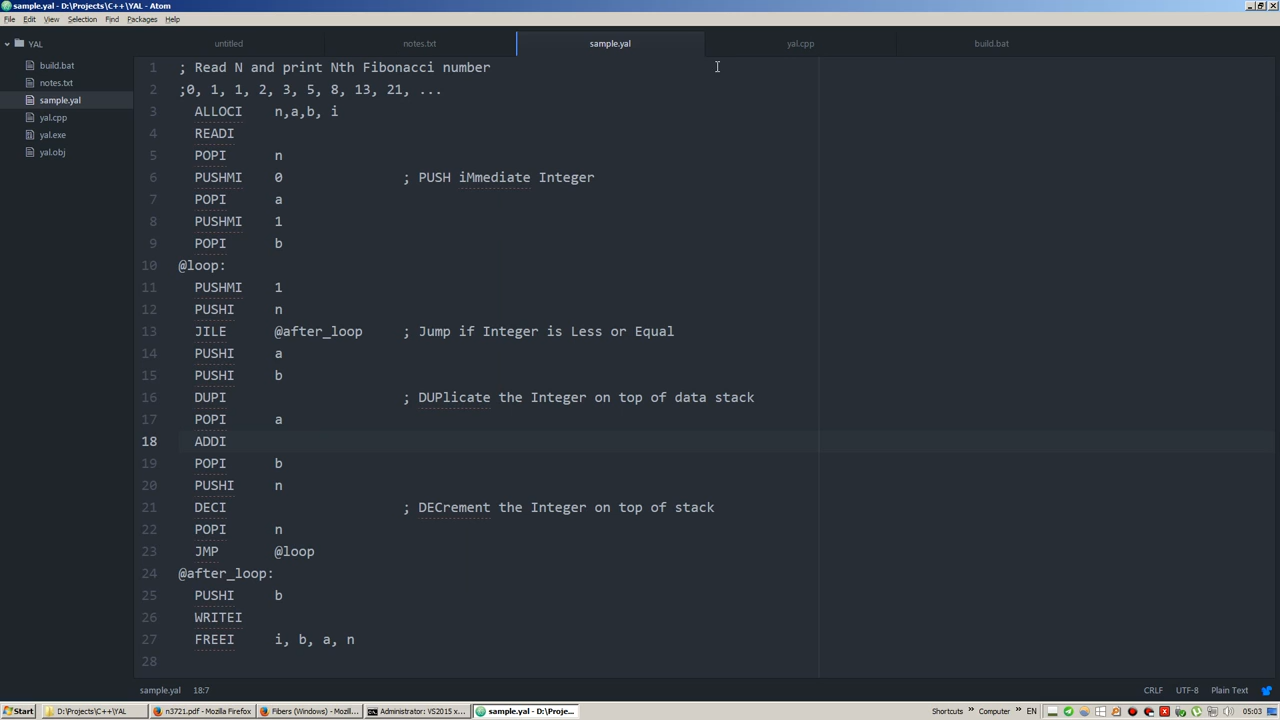 sample.yal - D:\Projects\C++\YAL - Atom
File Edit View Selection Find Packages Help
YAL
build.bat
notes.txt
sample.yal
yal.cpp
yal.exe
yal.obj
untitled notes.txt sample.yal yal.cpp build.bat
1 ; Read N and print Nth Fibonacci number
2 ;0, 1, 1, 2, 3, 5, 8, 13, 21, ...
3 ALLOCI n,a,b, i
4 READI
5 POPI n
6 PUSHMI 0 ; PUSH iMmediate Integer
7 POPI a
8 PUSHMI 1
9 POPI b
10 @loop:
11 PUSHMI 1
12 PUSHI n
13 JILE @after_loop ; Jump if Integer is Less or Equal
14 PUSHI a
15 PUSHI b
16 DUPI ; DUPlicate the Integer on top of data stack
17 POPI a
18 ADDI
19 POPI b
20 PUSHI n
21 DECI ; DECrement the Integer on top of stack
22 POPI n
23 JMP @loop
24 @after_loop:
25 PUSHI b
26 WRITEI
27 FREEI i, b, a, n
28
sample.yal 18:7 CRLF UTF-8 Plain Text
Start D:\Projects\C++\YAL n3721.pdf - Mozilla Firefox Fibers (Windows) - Mozil... Administrator: VS2015 x... sample.yal - D:\Proje... Shortcuts » Computer » EN 05:03